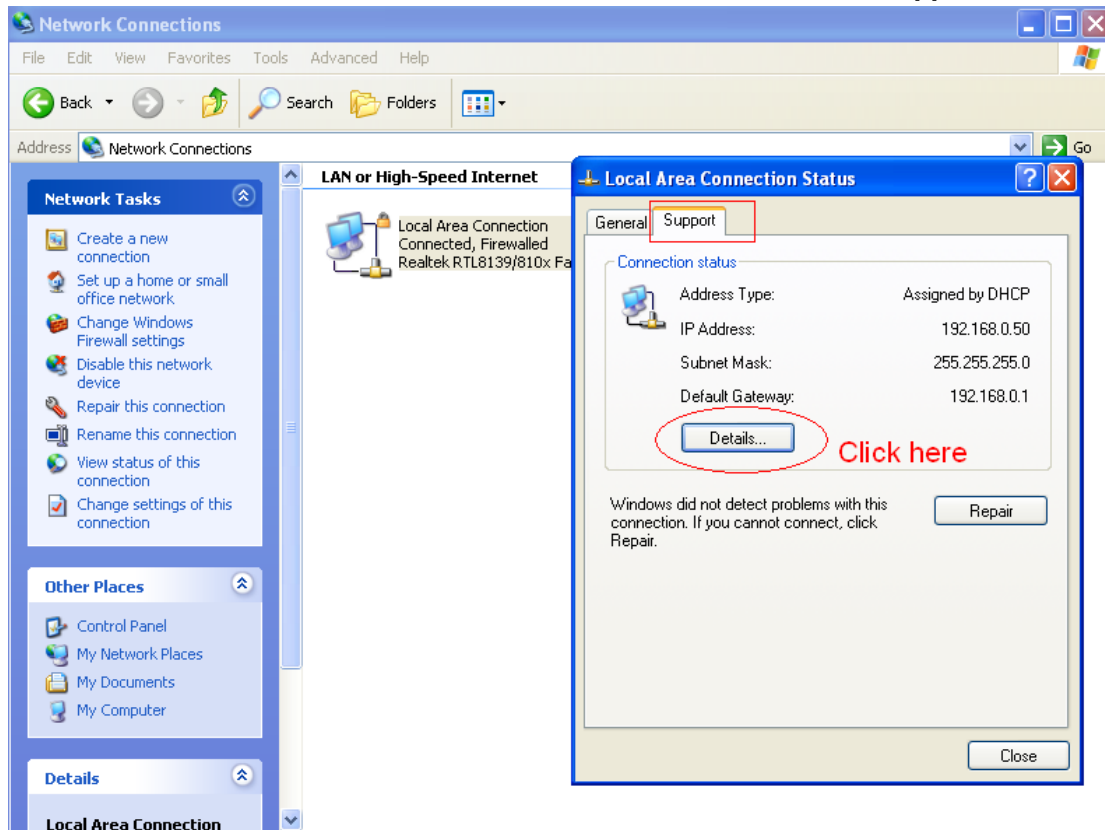 Network Connections
File Edit View Favorites Tools Advanced Help
Back Search Folders
Address Network Connections Go
Network Tasks
Create a new
connection
Set up a home or small
office network
Change Windows
Firewall settings
Disable this network
device
Repair this connection
Rename this connection
View status of this
connection
Change settings of this
connection
Other Places
Control Panel
My Network Places
My Documents
My Computer
Details
Local Area Connection
LAN or High-Speed Internet
Local Area Connection
Connected, Firewalled
Realtek RTL8139/810x Fa
Local Area Connection Status
General Support
Connection status
Address Type: Assigned by DHCP
IP Address: 192.168.0.50
Subnet Mask: 255.255.255.0
Default Gateway: 192.168.0.1
Details...
Click here
Windows did not detect problems with this
connection. If you cannot connect, click
Repair.
Repair
Close